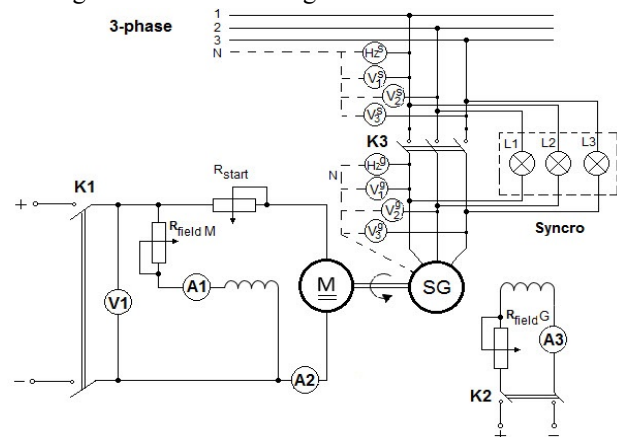 3-phase
1
2
3
N
Hz^s
V1^s
V2^s
V3^s
K3
L1 L2 L3
Hz^g
N
V1^g
V2^g
V3^g
Syncro
K1
Rstart
+
Rfield M
A1
V1
M
SG
A2
−
Rfield G
A3
K2
+ −